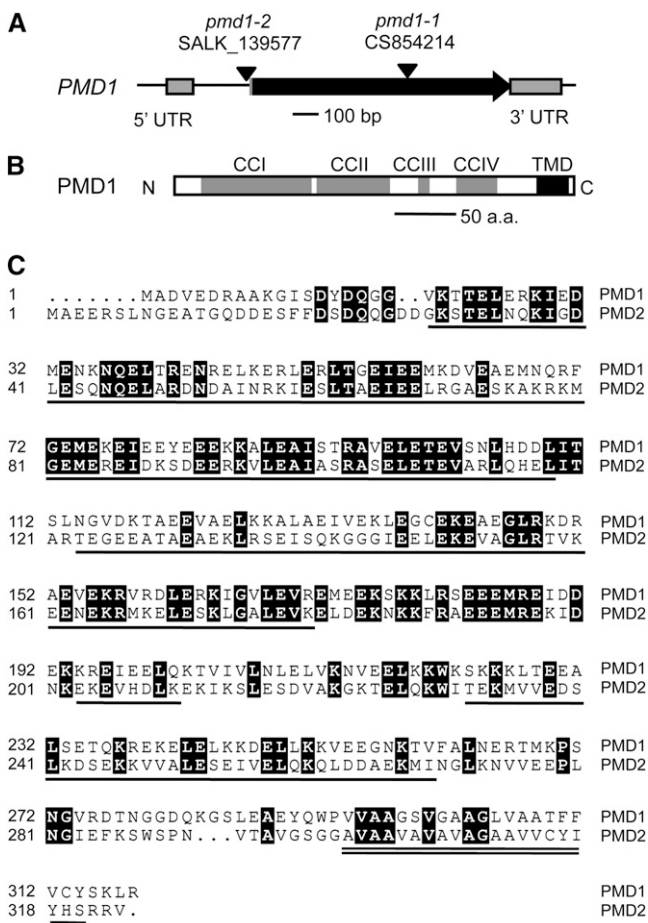 A
pmd1-2 pmd1-1
SALK_139577 CS854214
PMD1
5' UTR 100 bp 3' UTR
B
CCI CCII CCIII CCIV TMD
PMD1 N C
50 a.a.
C
1 .......MADVEDRAAKGISDYDQGG..VKTTELERKIED PMD1
1 MAEERSLNGEATGQDDESFFDSDQQGDDGKSTELNQKIGD PMD2
32 MENKNQELTRENRELKERLERLTGEIEEMKDVEAEMNQRF PMD1
41 LESQNQELARDNDAINRKIESLTAEIEELRGAESKAKRKM PMD2
72 GEMEKEIEEYEEEKKALEAISTRAVELETEVSNLHDDLIT PMD1
81 GEMEREIDKSDEERKVLEAIASRASELETEVARLQHELIT PMD2
112 SLNGVDKTAEEVAELKKALAEIVEKLEGCEKEAEGLRKDR PMD1
121 ARTEGEEATAEAEKLRSEISQKGGGIEELEKEVAGLRTVK PMD2
152 AEVEKRVRDLERKIGVLEVREMEEKSKKLRSEEEMREIDD PMD1
161 EENEKRMKELESKLGALEVKELDEKNKKFRAEEEMREKID PMD2
192 EKKREIEELQKTVIVLNLELVKNVEELKKWKSKKKLTEEA PMD1
201 NKEKEVHDLKEKIKSLESDVAKGKTELQKWITEKMVVEDS PMD2
232 LSETQKREKELELKKDELLKKVEEGNKTVFALNERTMKPS PMD1
241 LKDSEKKVVALESEIVELQKQLDDAEKMINGLKNVVEEPL PMD2
272 NGVRDTNGGDQKGSLEAEYQWPVVAAGSVGAAGLVAATFF PMD1
281 NGIEFKSWSPN...VTAVGSGGAVAAVAVAVAGAAVVCYI PMD2
312 VCYSKLR PMD1
318 YHSRRV. PMD2